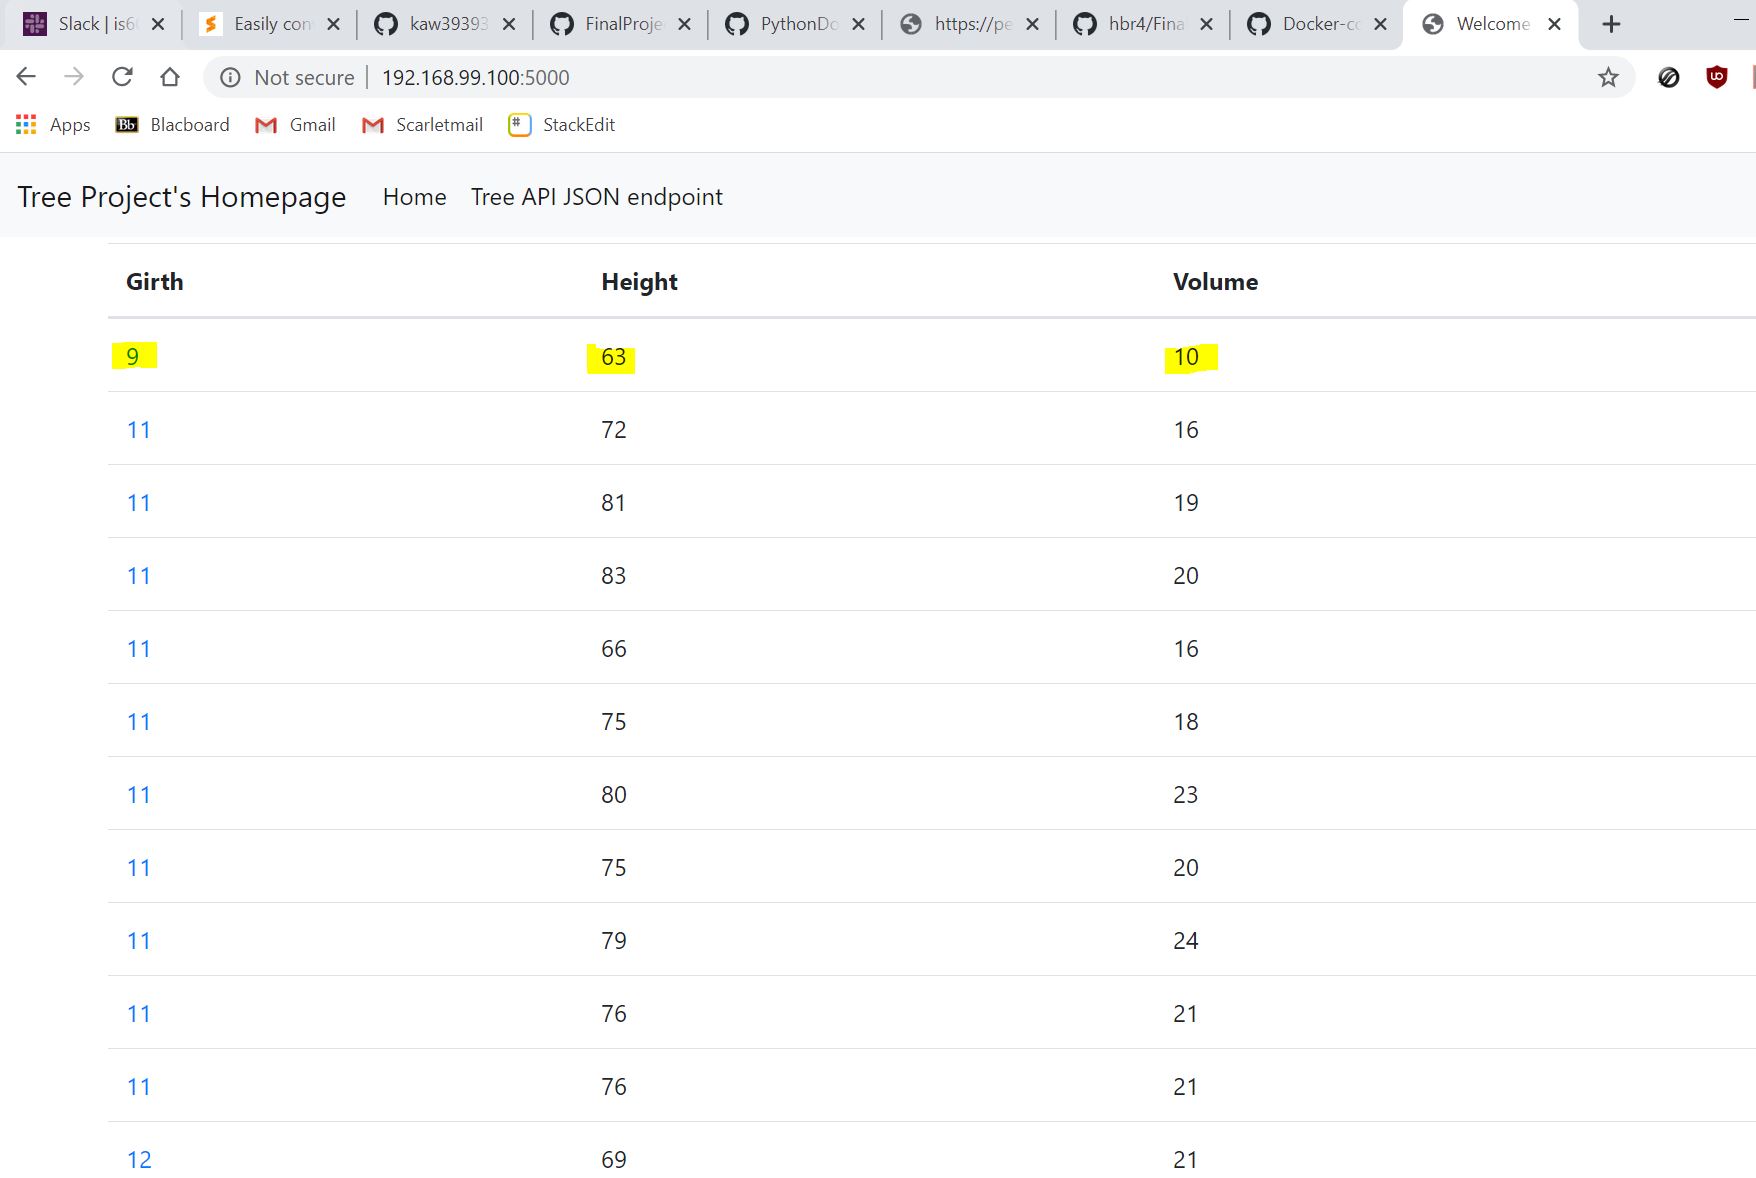 Slack | is6 Easily con kaw39393 FinalProje PythonDo https://pe hbr4/Fina Docker-co Welcome
Not secure | 192.168.99.100:5000
Apps Bb Blacboard Gmail Scarletmail # StackEdit
Tree Project's Homepage Home Tree API JSON endpoint
Girth Height Volume
9 63 10
11 72 16
11 81 19
11 83 20
11 66 16
11 75 18
11 80 23
11 75 20
11 79 24
11 76 21
11 76 21
12 69 21